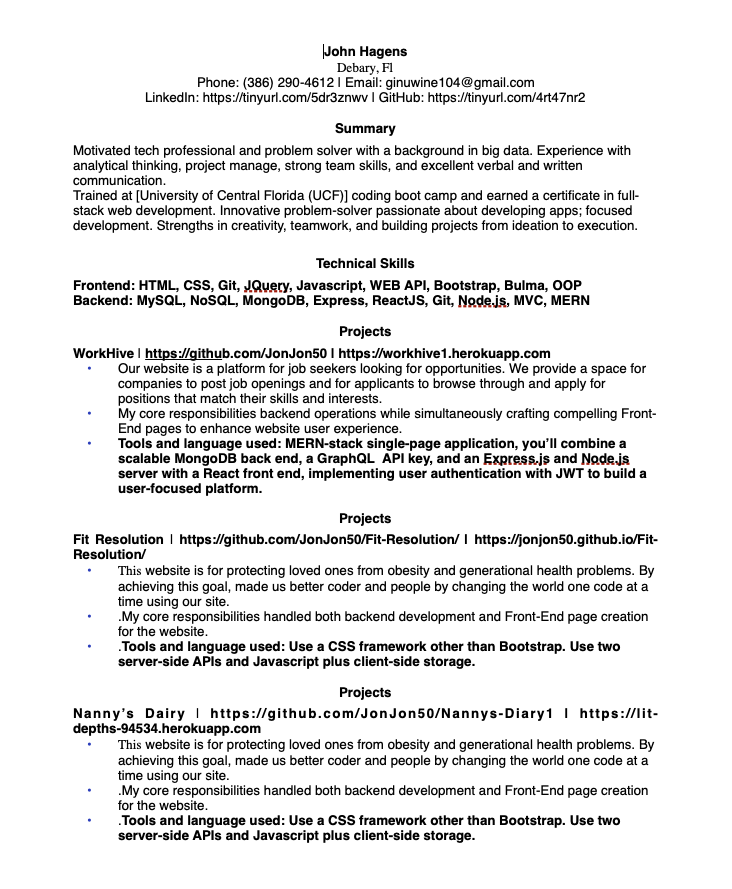 John Hagens
Debary, Fl
Phone: (386) 290-4612 | Email: ginuwine104@gmail.com
LinkedIn: https://tinyurl.com/5dr3znwv | GitHub: https://tinyurl.com/4rt47nr2
Summary
Motivated tech professional and problem solver with a background in big data. Experience with
analytical thinking, project manage, strong team skills, and excellent verbal and written
communication.
Trained at [University of Central Florida (UCF)] coding boot camp and earned a certificate in full-
stack web development. Innovative problem-solver passionate about developing apps; focused
development. Strengths in creativity, teamwork, and building projects from ideation to execution.
Technical Skills
Frontend: HTML, CSS, Git, JQuery, Javascript, WEB API, Bootstrap, Bulma, OOP
Backend: MySQL, NoSQL, MongoDB, Express, ReactJS, Git, Node.js, MVC, MERN
Projects
WorkHive | https://github.com/JonJon50 | https://workhive1.herokuapp.com
• Our website is a platform for job seekers looking for opportunities. We provide a space for
companies to post job openings and for applicants to browse through and apply for
positions that match their skills and interests.
• My core responsibilities backend operations while simultaneously crafting compelling Front-
End pages to enhance website user experience.
• Tools and language used: MERN-stack single-page application, you’ll combine a
scalable MongoDB back end, a GraphQL  API key, and an Express.js and Node.js
server with a React front end, implementing user authentication with JWT to build a
user-focused platform.
Projects
Fit Resolution | https://github.com/JonJon50/Fit-Resolution/ | https://jonjon50.github.io/Fit-
Resolution/
• This website is for protecting loved ones from obesity and generational health problems. By
achieving this goal, made us better coder and people by changing the world one code at a
time using our site.
• .My core responsibilities handled both backend development and Front-End page creation
for the website.
• .Tools and language used: Use a CSS framework other than Bootstrap. Use two
server-side APIs and Javascript plus client-side storage.
Projects
Nanny’s Dairy | https://github.com/JonJon50/Nannys-Diary1 | https://lit-
depths-94534.herokuapp.com
• This website is for protecting loved ones from obesity and generational health problems. By
achieving this goal, made us better coder and people by changing the world one code at a
time using our site.
• .My core responsibilities handled both backend development and Front-End page creation
for the website.
• .Tools and language used: Use a CSS framework other than Bootstrap. Use two
server-side APIs and Javascript plus client-side storage.